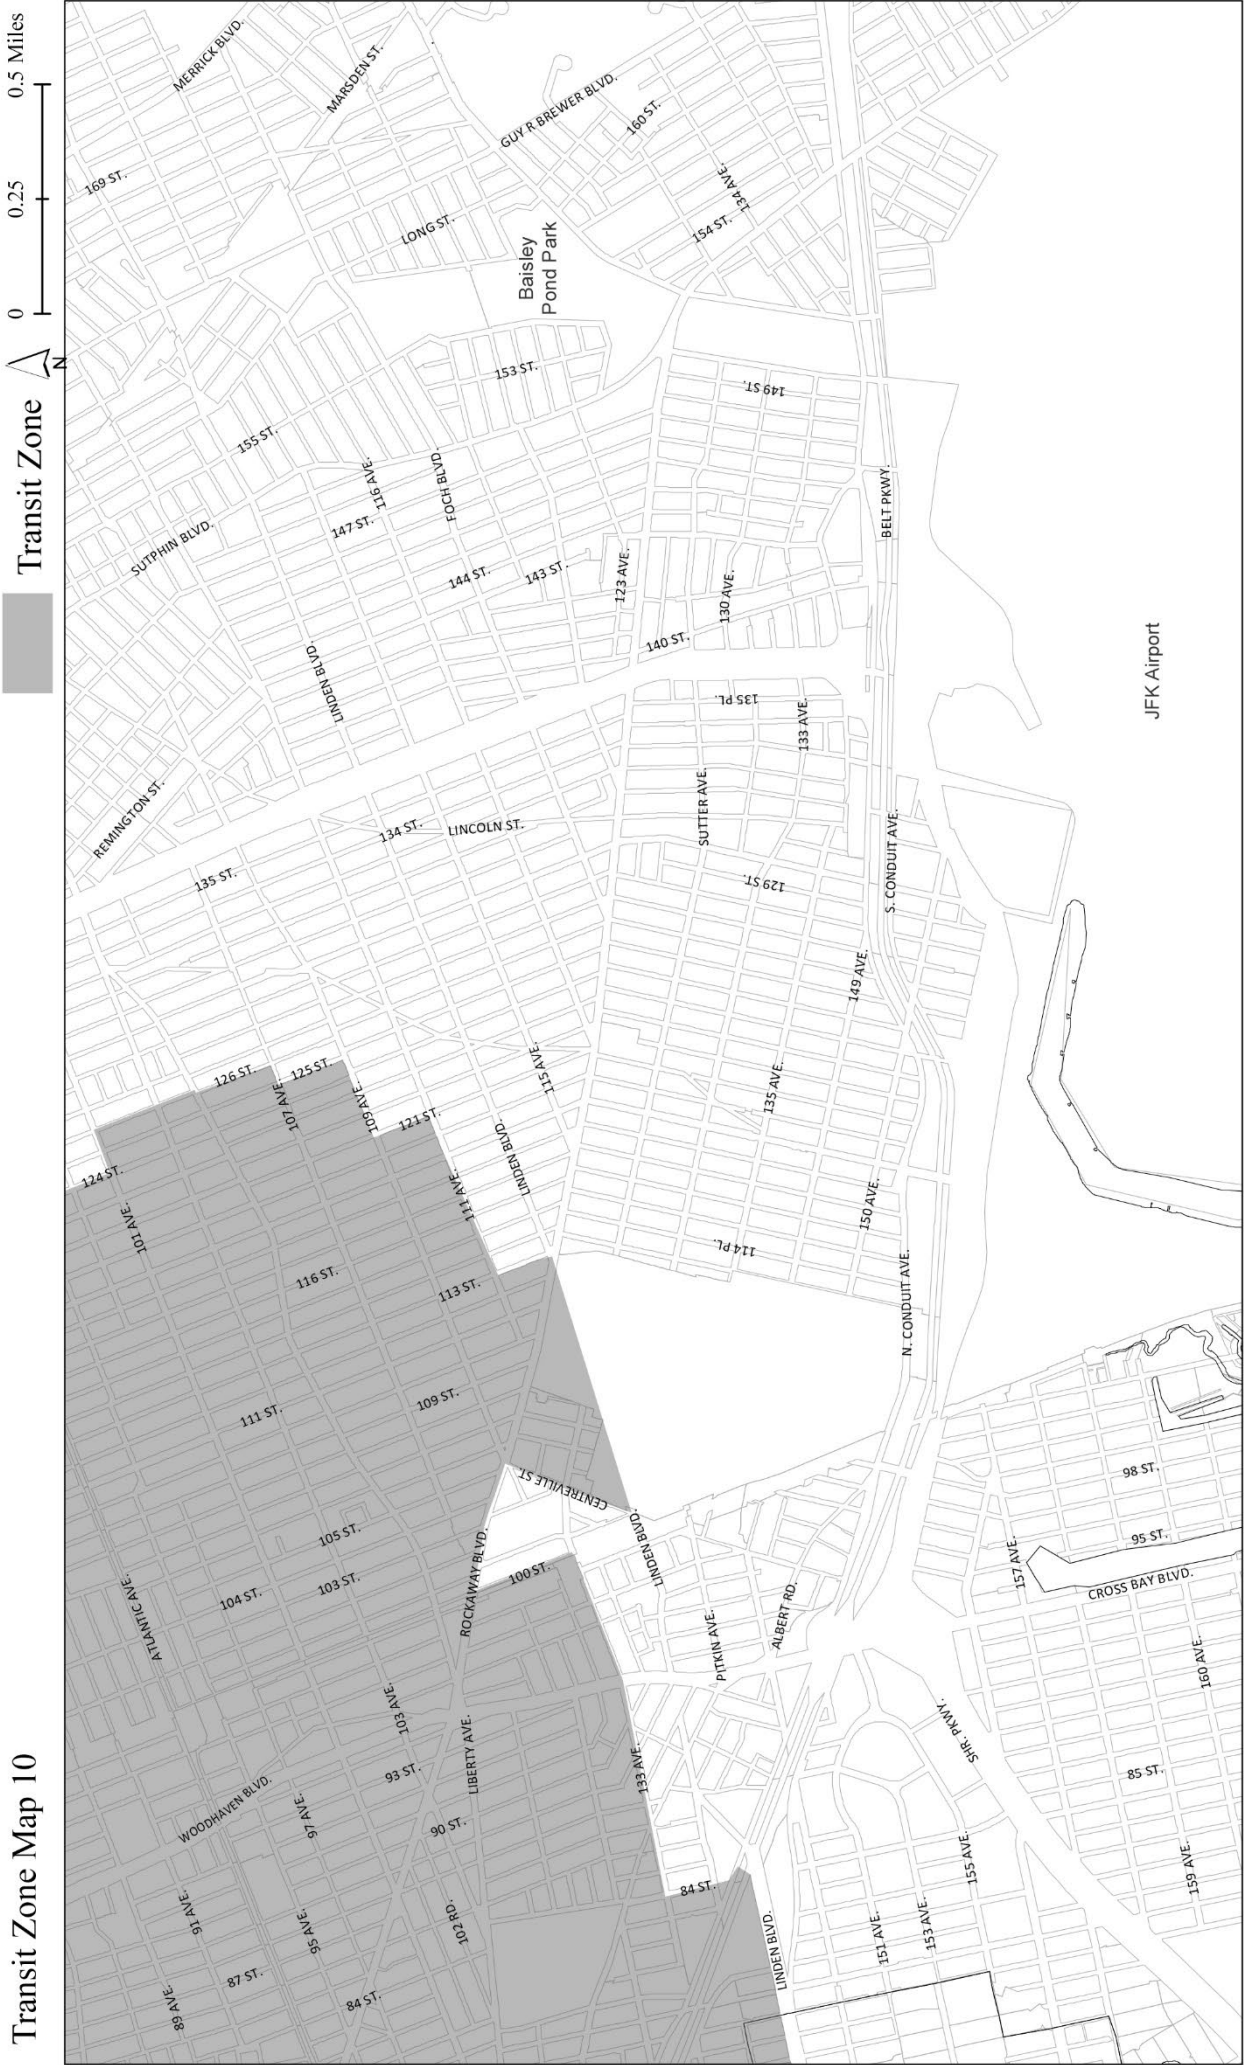 Transit Zone Map 10
Transit Zone
N
0 0.25 0.5 Miles
89 AVE.
91 AVE.
WOODHAVEN BLVD.
ATLANTIC AVE.
101 AVE.
124 ST.
REMINGTON ST.
SUTPHIN BLVD.
169 ST.
MERRICK BLVD.
87 ST.
104 ST.
111 ST.
126 ST.
135 ST.
155 ST.
95 AVE.
97 AVE.
103 ST.
105 ST.
116 ST.
107 AVE.
125 ST.
LINDEN BLVD.
147 ST.
116 AVE.
MARSDEN ST.
84 ST.
93 ST.
103 AVE.
109 AVE.
121 ST.
134 ST.
LONG ST.
102 RD.
90 ST.
LIBERTY AVE.
ROCKAWAY BLVD.
109 ST.
113 ST.
111 AVE.
LINCOLN ST.
144 ST.
FOCH BLVD.
100 ST.
CENTREVILLE ST.
LINDEN BLVD.
115 AVE.
143 ST.
153 ST.
Baisley
Pond Park
GUY R BREWER BLVD.
133 AVE.
LINDEN BLVD.
123 AVE.
140 ST.
160 ST.
84 ST.
PITKIN AVE.
114 PL.
SUTTER AVE.
135 PL.
130 AVE.
149 ST.
154 ST.
134 AVE.
LINDEN BLVD.
ALBERT RD.
135 AVE.
129 ST.
133 AVE.
151 AVE.
150 AVE.
149 AVE.
153 AVE.
N. CONDUIT AVE.
S. CONDUIT AVE.
BELT PKWY.
155 AVE.
SHR. PKWY.
157 AVE.
85 ST.
CROSS BAY BLVD.
95 ST.
98 ST.
JFK Airport
159 AVE.
160 AVE.